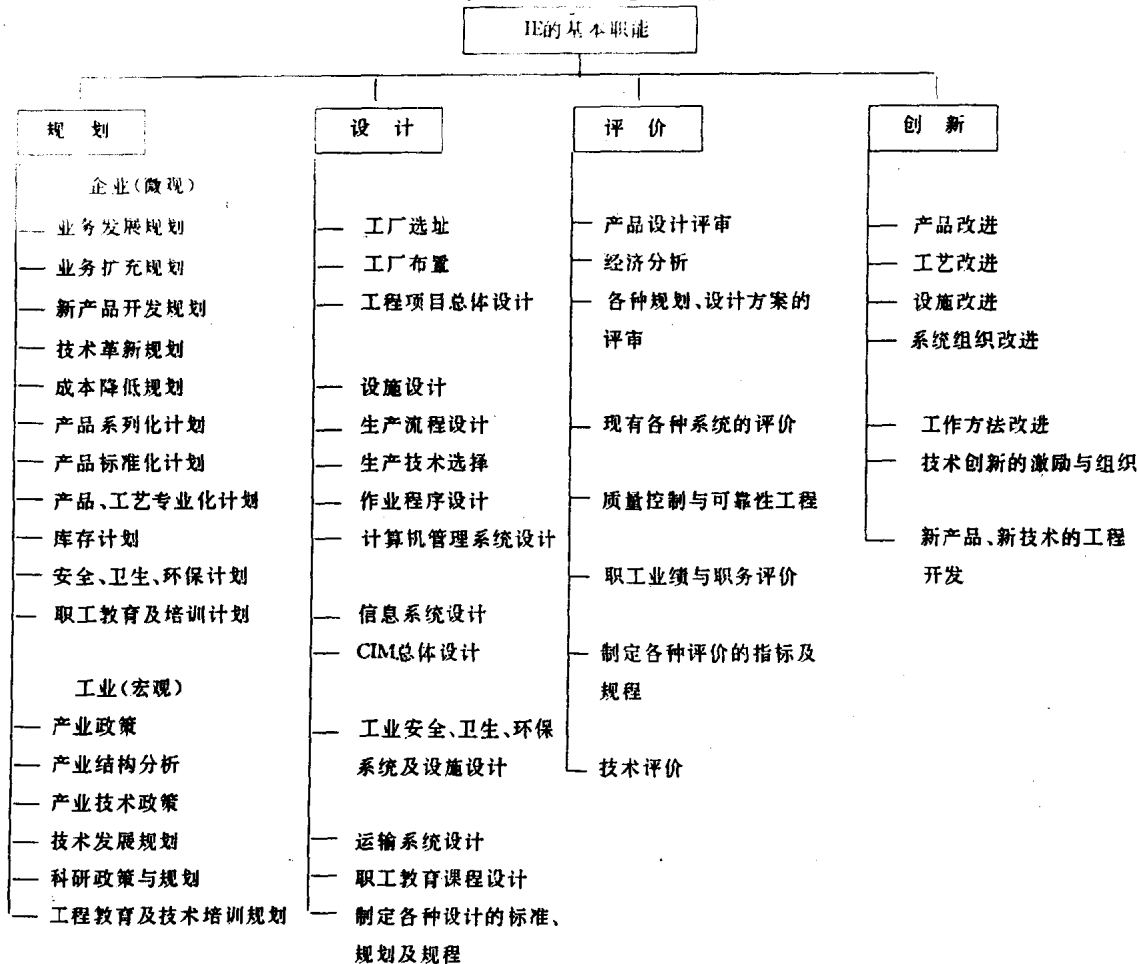 IE的基本职能
规 划
企业(微观)
业务发展规划
业务扩充规划
新产品开发规划
技术革新规划
成本降低规划
产品系列化计划
产品标准化计划
产品、工艺专业化计划
库存计划
安全、卫生、环保计划
职工教育及培训计划
工业(宏观)
产业政策
产业结构分析
产业技术政策
技术发展规划
科研政策与规划
工程教育及技术培训规划
设 计
工厂选址
工厂布置
工程项目总体设计
设施设计
生产流程设计
生产技术选择
作业程序设计
计算机管理系统设计
信息系统设计
CIM总体设计
工业安全、卫生、环保
系统及设施设计
运输系统设计
职工教育课程设计
制定各种设计的标准、
规划及规程
评 价
产品设计评审
经济分析
各种规划、设计方案的
评审
现有各种系统的评价
质量控制与可靠性工程
职工业绩与职务评价
制定各种评价的指标及
规程
技术评价
创 新
产品改进
工艺改进
设施改进
系统组织改进
工作方法改进
技术创新的激励与组织
新产品、新技术的工程
开发